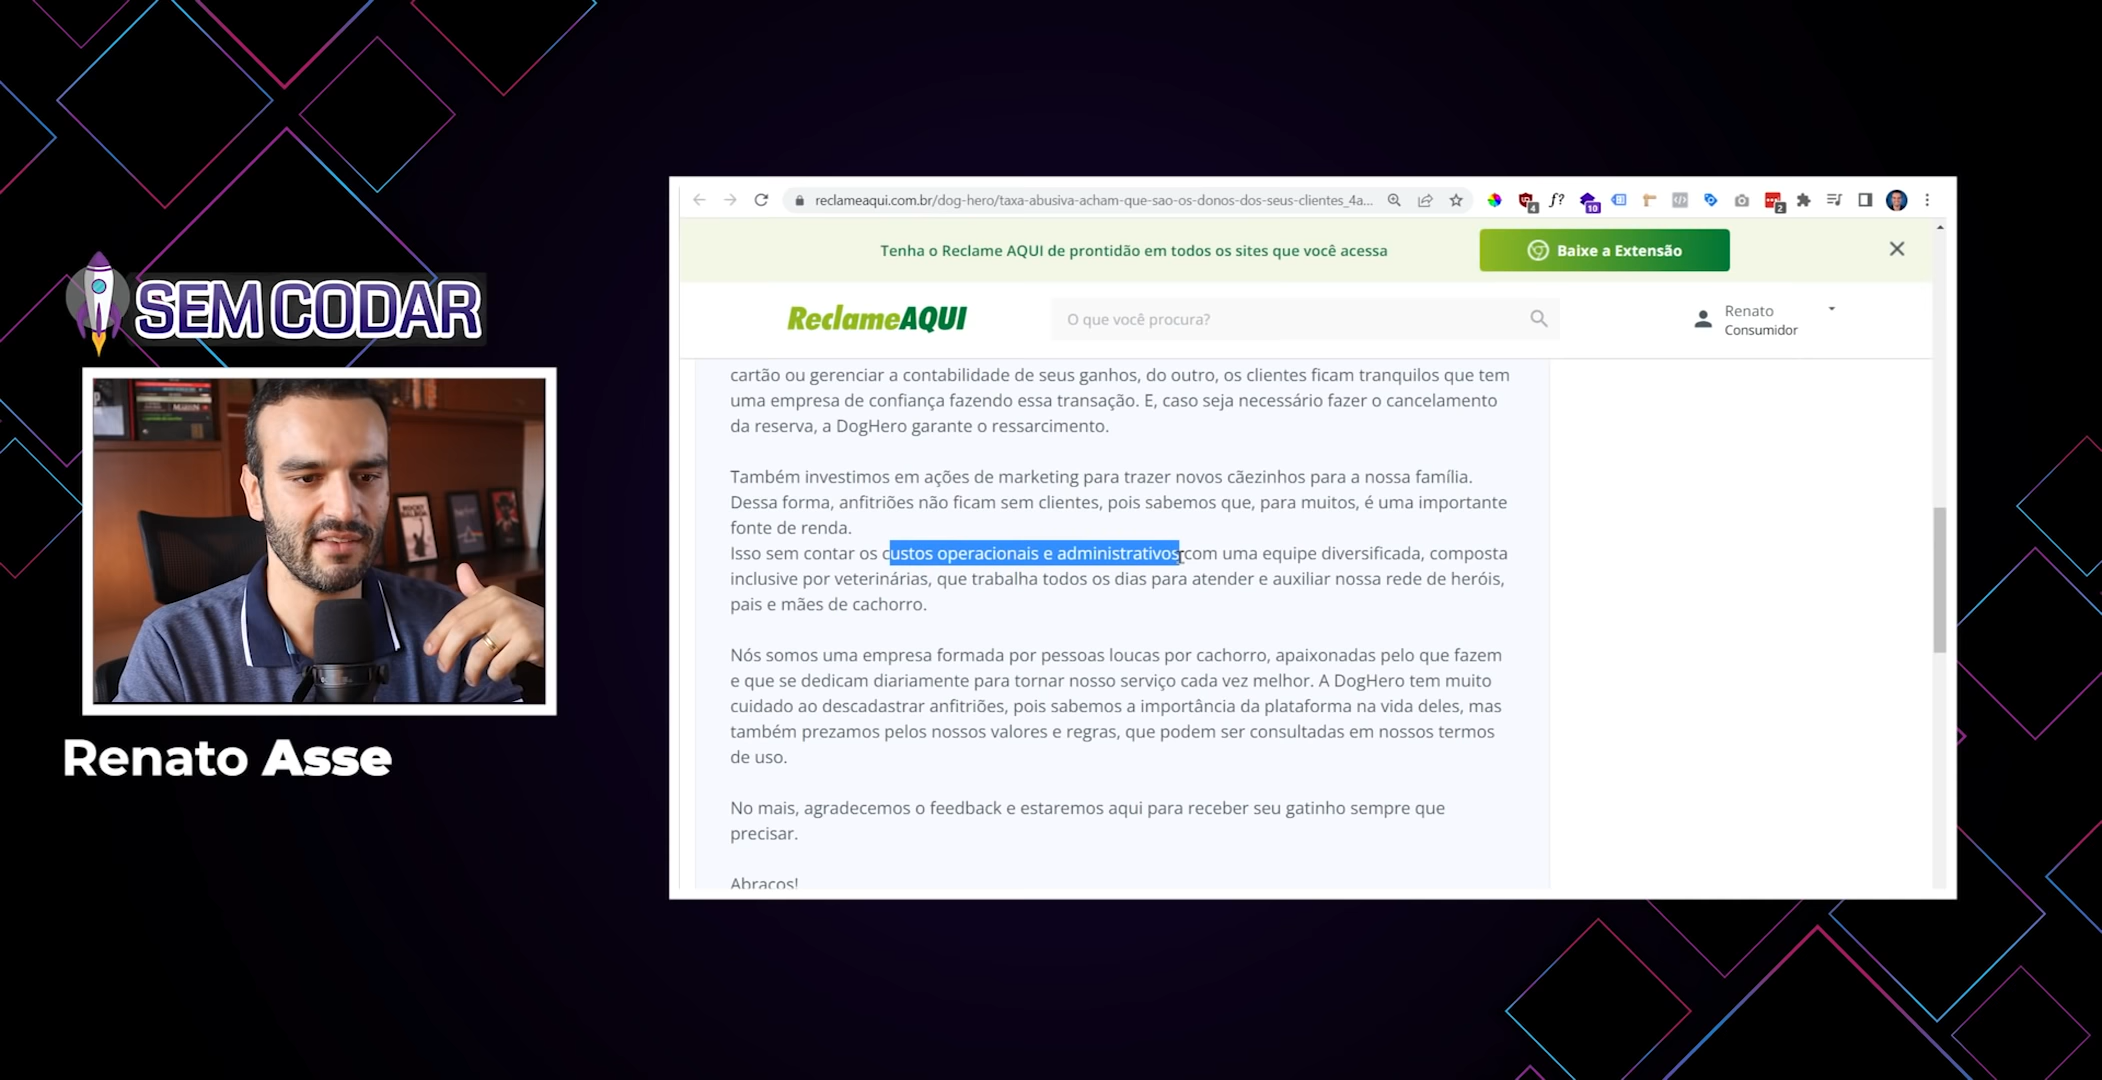 SEM CODAR
Renato Asse
reclameaqui.com.br/dog-hero/taxa-abusiva-acham-que-sao-os-donos-dos-seus-clientes_4a...
4
f?
10
2
Tenha o Reclame AQUI de prontidão em todos os sites que você acessa
Baixe a Extensão
ReclameAQUI
O que você procura?
Renato
Consumidor
cartão ou gerenciar a contabilidade de seus ganhos, do outro, os clientes ficam tranquilos que tem
uma empresa de confiança fazendo essa transação. E, caso seja necessário fazer o cancelamento
da reserva, a DogHero garante o ressarcimento.
Também investimos em ações de marketing para trazer novos cãezinhos para a nossa família.
Dessa forma, anfitriões não ficam sem clientes, pois sabemos que, para muitos, é uma importante
fonte de renda.
Isso sem contar os custos operacionais e administrativos com uma equipe diversificada, composta
inclusive por veterinárias, que trabalha todos os dias para atender e auxiliar nossa rede de heróis,
pais e mães de cachorro.
Nós somos uma empresa formada por pessoas loucas por cachorro, apaixonadas pelo que fazem
e que se dedicam diariamente para tornar nosso serviço cada vez melhor. A DogHero tem muito
cuidado ao descadastrar anfitriões, pois sabemos a importância da plataforma na vida deles, mas
também prezamos pelos nossos valores e regras, que podem ser consultadas em nossos termos
de uso.
No mais, agradecemos o feedback e estaremos aqui para receber seu gatinho sempre que
precisar.
Abraços!